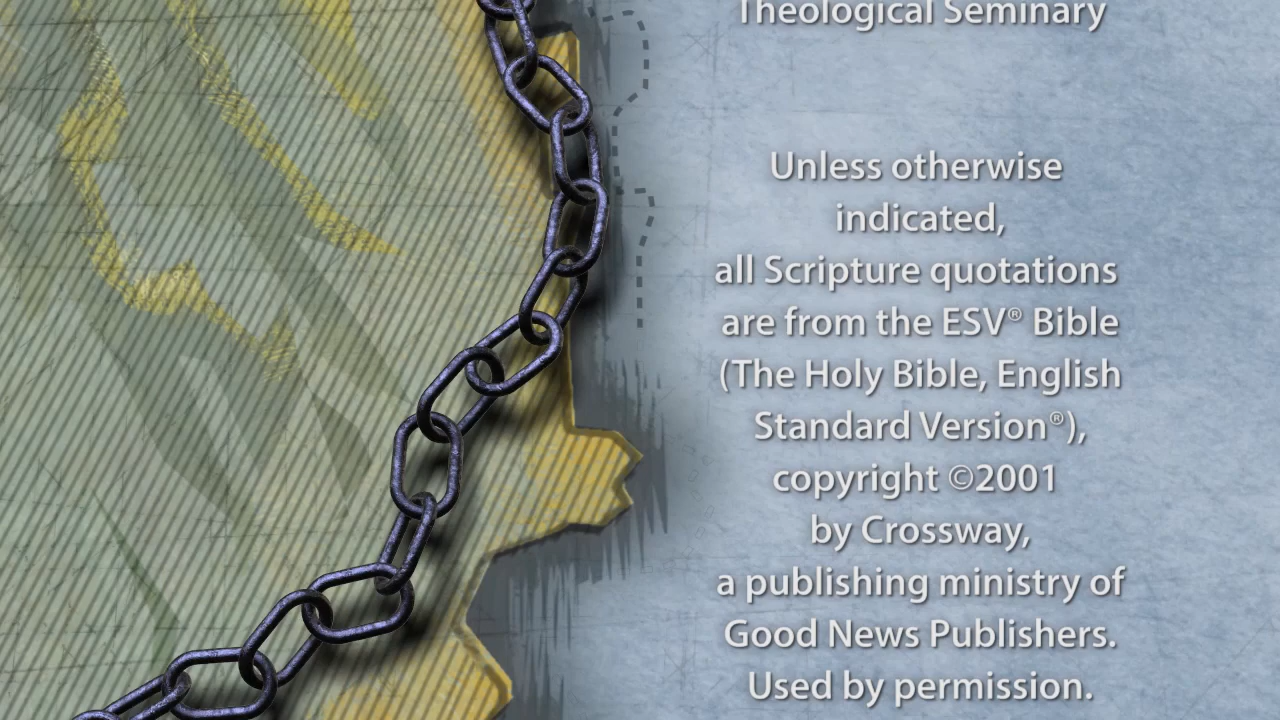 Theological Seminary
Unless otherwise
indicated,
all Scripture quotations
are from the ESV® Bible
(The Holy Bible, English
Standard Version®),
copyright ©2001
by Crossway,
a publishing ministry of
Good News Publishers.
Used by permission.